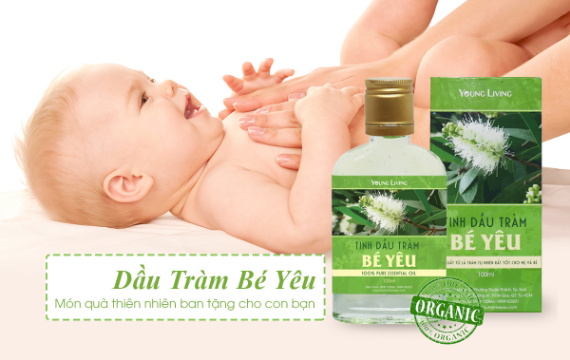 Dầu Tràm Bé Yêu
Món quà thiên nhiên ban tặng cho con bạn
YOUNG LIVING
TINH DẦU TRÀM
BÉ YÊU
100% PURE ESSENTIAL OIL
100ml
YOUNG LIVING
TINH DẦU TRÀM
BÉ YÊU
100ml
ORGANIC